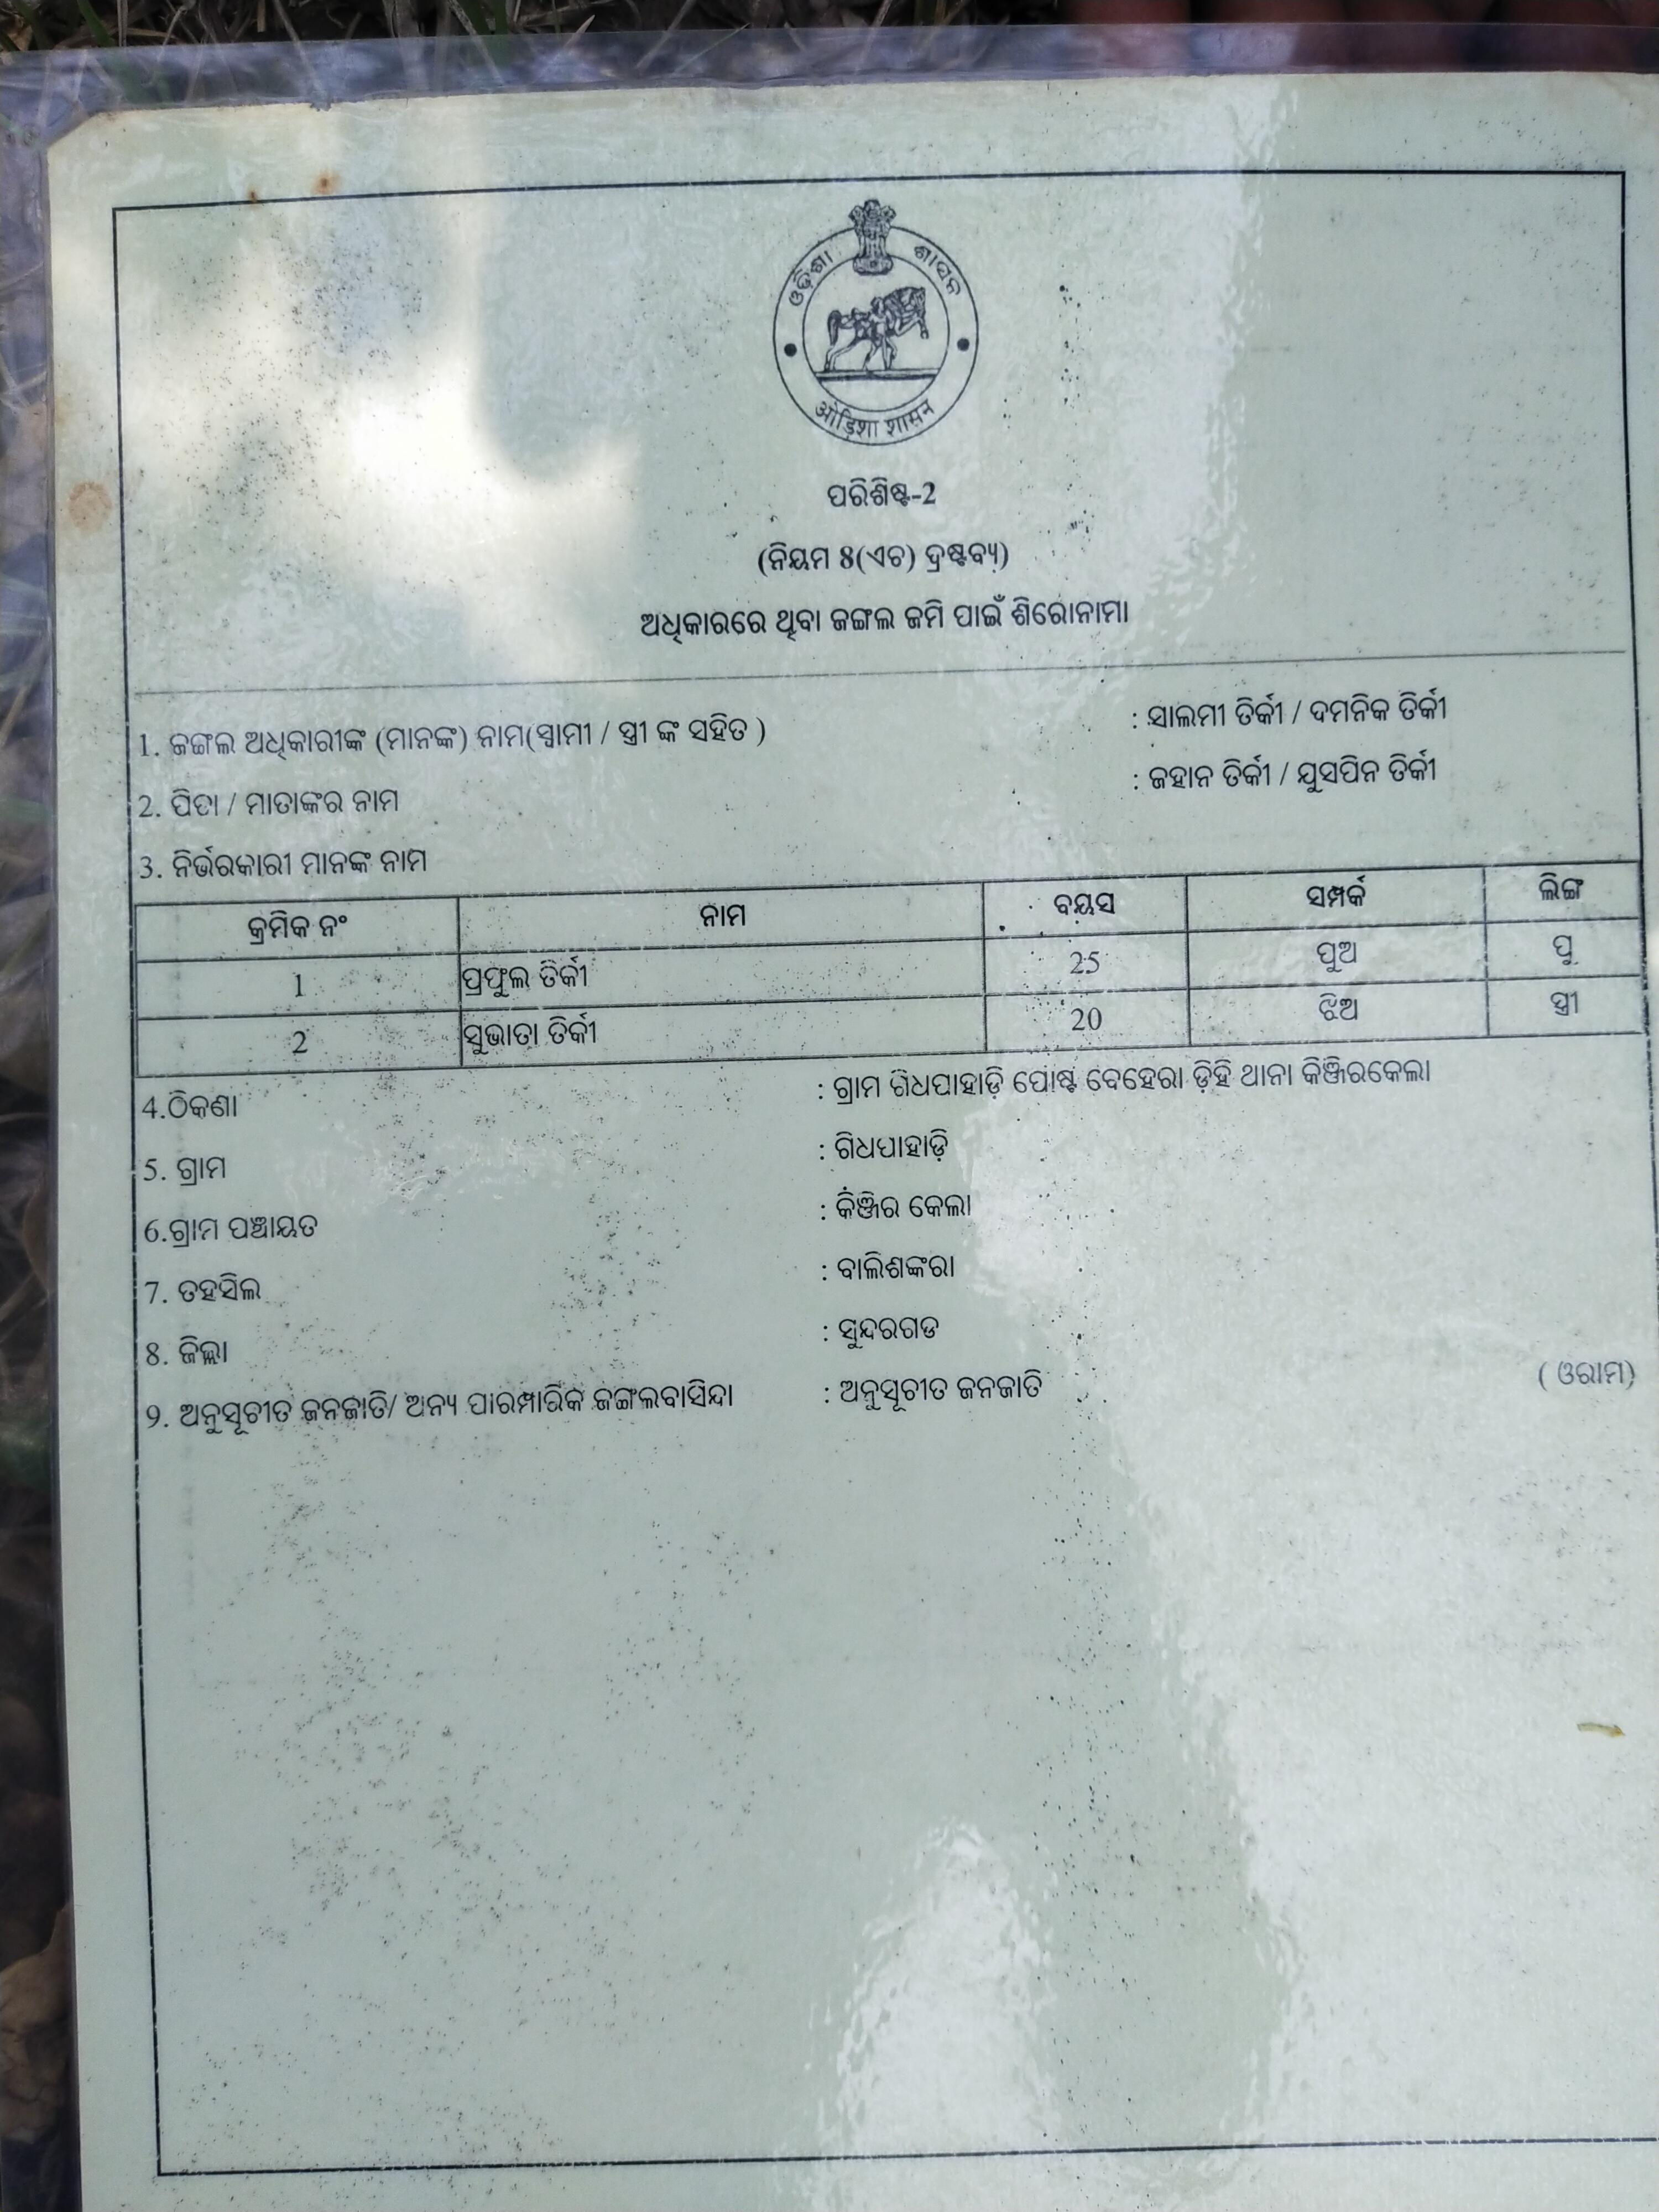 ଓଡ଼ିଶା ଶାସନ
ओड़िशा शासन
ପରିଶିଷ୍ଟ-2
(ନିୟମ 8(ଏଚ) ଦ୍ରଷ୍ଟବ୍ୟ)
ଅଧିକାରରେ ଥିବା ଜଙ୍ଗଲ ଜମି ପାଇଁ ଶିରୋନାମା
1. ଜଙ୍ଗଲ ଅଧିକାରୀଙ୍କ (ମାନଙ୍କ) ନାମ(ସ୍ୱାମୀ / ସ୍ତ୍ରୀ ଙ୍କ ସହିତ ) : ସାଲମୀ ତିର୍କୀ / ଦମନିକ ତିର୍କୀ
2. ପିତା / ମାତାଙ୍କର ନାମ : ଜହାନ ତିର୍କୀ / ଯୁସପିନ ତିର୍କୀ
3. ନିର୍ଭରକାରୀ ମାନଙ୍କ ନାମ
କ୍ରମିକ ନଂ ନାମ ବୟସ ସମ୍ପର୍କ ଲିଙ୍ଗ
1 ପ୍ରଫୁଲ ତିର୍କୀ 25 ପୁଅ ପୁ
2 ସୁଭାତା ତିର୍କୀ 20 ଝିଅ ସ୍ତ୍ରୀ
4.ଠିକଣା : ଗ୍ରାମ ଗିଧପାହାଡ଼ି ପୋଷ୍ଟ ବେହେରା ଡ଼ିହି ଥାନା କିଞ୍ଜିରକେଲା
5. ଗ୍ରାମ : ଗିଧପାହାଡ଼ି
6.ଗ୍ରାମ ପଞ୍ଚାୟତ : କିଞ୍ଜିର କେଲା
7. ତହସିଲ : ବାଲିଶଙ୍କରା
8. ଜିଲ୍ଲା : ସୁନ୍ଦରଗଡ
୨. ଅନୁସୂଚୀତ ଜନଜାତି/ ଅନ୍ୟ ପାରମ୍ପାରିକ ଜଙ୍ଗଲବାସିନ୍ଦା : ଅନୁସୂଚୀତ ଜନଜାତି ( ଓରାମ)